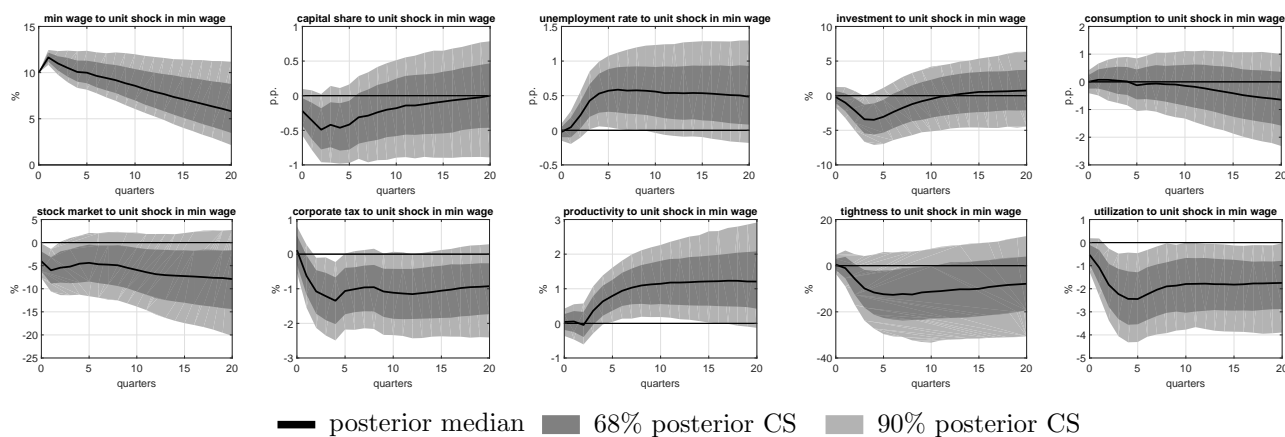 min wage to unit shock in min wage
15
10
5
0
%
0 5 10 15 20
quarters
capital share to unit shock in min wage
1
0.5
0
-0.5
-1
p.p.
0 5 10 15 20
quarters
unemployment rate to unit shock in min wage
1.5
1
0.5
0
0.5
p.p.
0 5 10 15 20
quarters
investment to unit shock in min wage
10
5
0
-5
-10
%
0 5 10 15 20
quarters
consumption to unit shock in min wage
2
1
0
-1
-2
-3
p.p.
0 5 10 15 20
quarters
stock market to unit shock in min wage
5
0
-5
-10
-15
-20
-25
%
0 5 10 15 20
quarters
corporate tax to unit shock in min wage
1
0
-1
-2
-3
%
0 5 10 15 20
quarters
productivity to unit shock in min wage
3
2
1
0
1
%
0 5 10 15 20
quarters
tightness to unit shock in min wage
20
0
-20
-40
%
0 5 10 15 20
quarters
utilization to unit shock in min wage
1
0
-1
-2
-3
-4
-5
%
0 5 10 15 20
quarters
posterior median 68% posterior CS 90% posterior CS